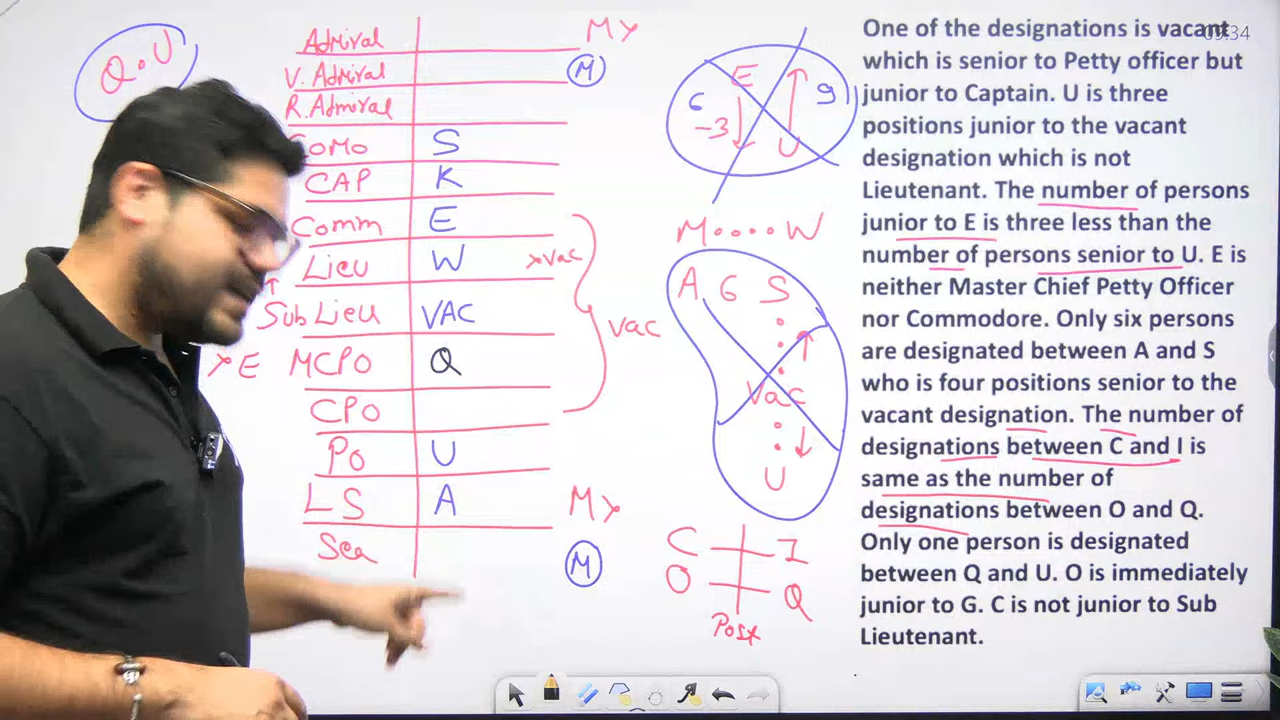 Q.U
Admiral
My
V. Admiral
M
R. Admiral
OMO S
CAP K
Comm E
Lieu W
x vac
Sub Lieu VAC
vac
x E MCPO Q
CPO
PO U
LS A
My
Sea
M
E
6
9
-3
U
M....W
A 6 S
Vac
U
C I
O Q
Posx
One of the designations is vacant
09:34
which is senior to Petty officer but
junior to Captain. U is three
positions junior to the vacant
designation which is not
Lieutenant. The number of persons
junior to E is three less than the
number of persons senior to U. E is
neither Master Chief Petty Officer
nor Commodore. Only six persons
are designated between A and S
who is four positions senior to the
vacant designation. The number of
designations between C and I is
same as the number of
designations between O and Q.
Only one person is designated
between Q and U. O is immediately
junior to G. C is not junior to Sub
Lieutenant.